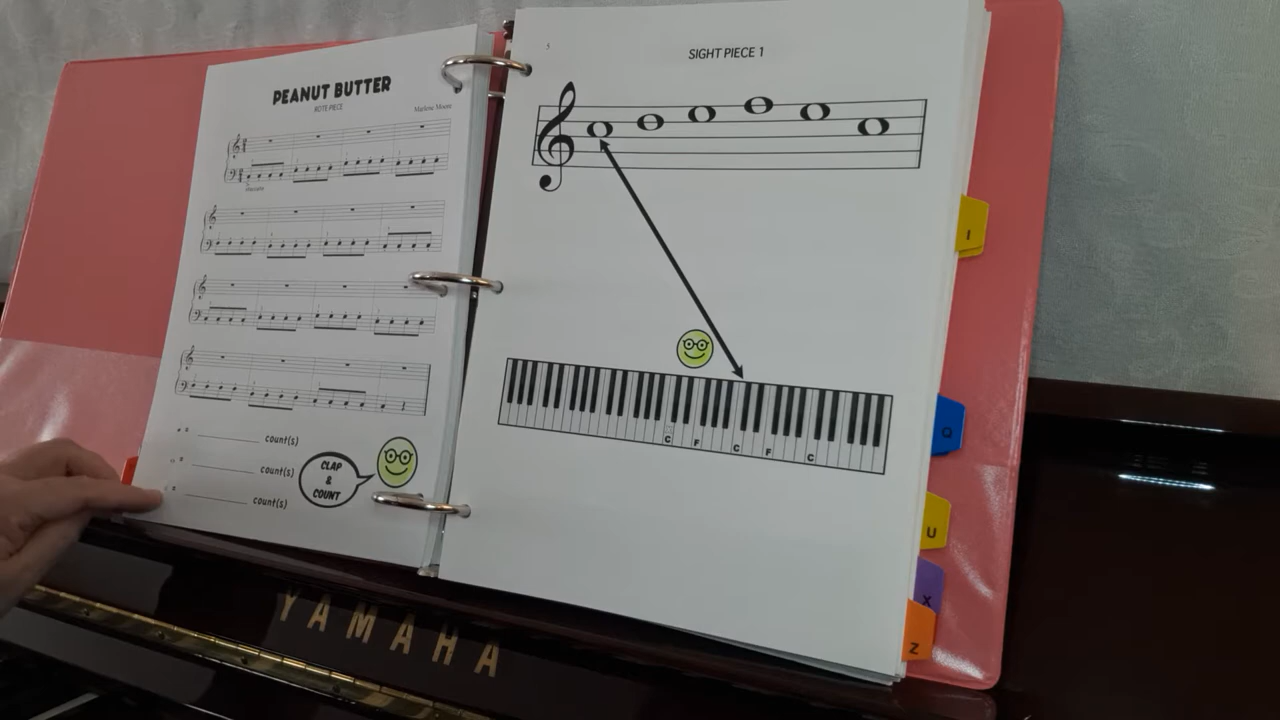 PEANUT BUTTER
ROTE PIECE
Marlene Moore
count(s)
count(s)
count(s)
CLAP
&
COUNT
5
SIGHT PIECE 1
C F C F C
I
Q
U
X
Z
YAMAHA